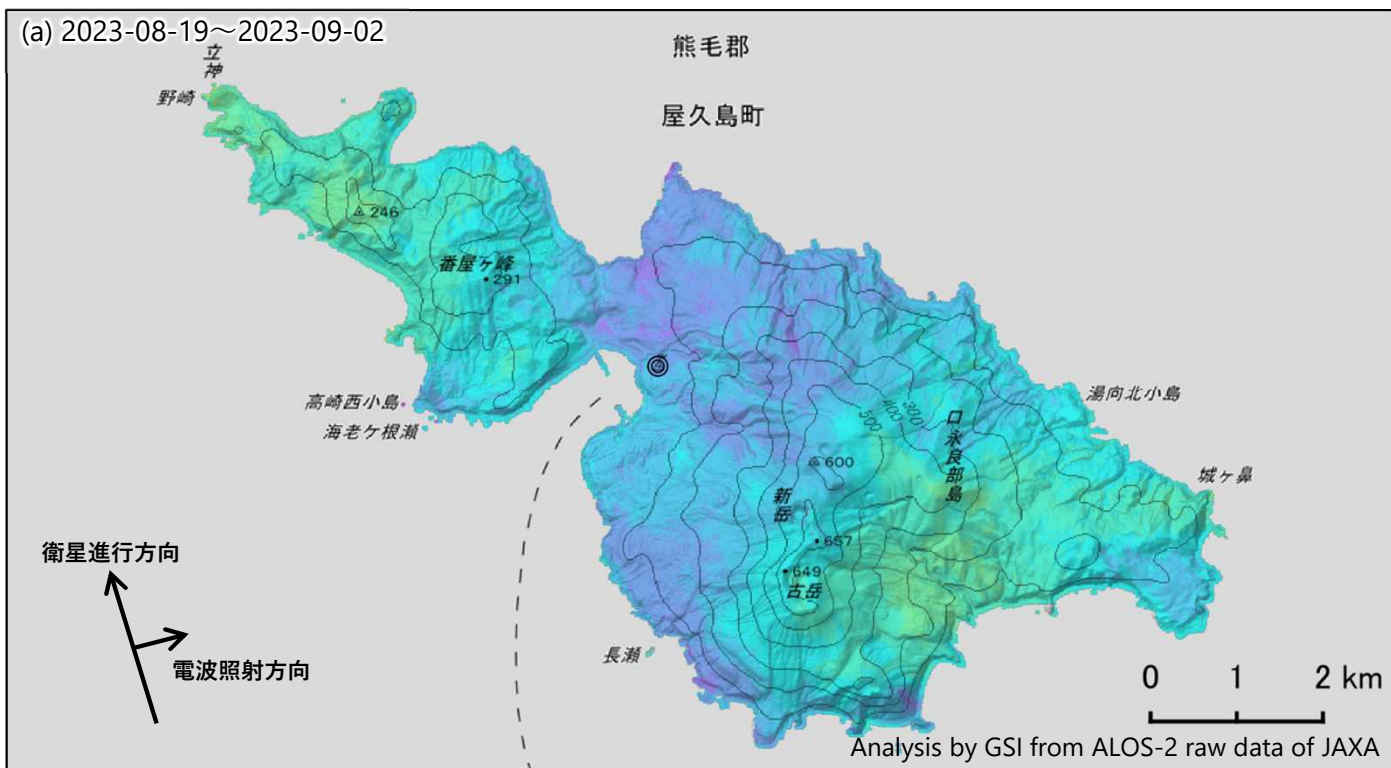 (a) 2023-08-19～2023-09-02
熊毛郡
立神
野崎
屋久島町
246
番屋ヶ峰
291
高崎西小島
海老ケ根瀬
湯向北小島
300
400
500
口永良部島
600
城ヶ鼻
新岳
657
649
古岳
長瀬
衛星進行方向
電波照射方向
0 1 2 km
Analysis by GSI from ALOS-2 raw data of JAXA